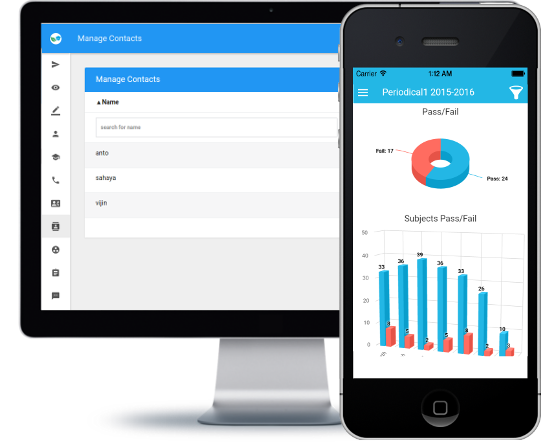 Manage Contacts
Manage Contacts
▲Name
search for name
anto
sahaya
vijin
Carrier 1:12 AM
Periodical1 2015-2016
Pass/Fail
Fail: 17
Pass: 24
Subjects Pass/Fail
50
40
30
20
10
0
33 36 39 36 33 26 10
8 5 2 5 8 2 3